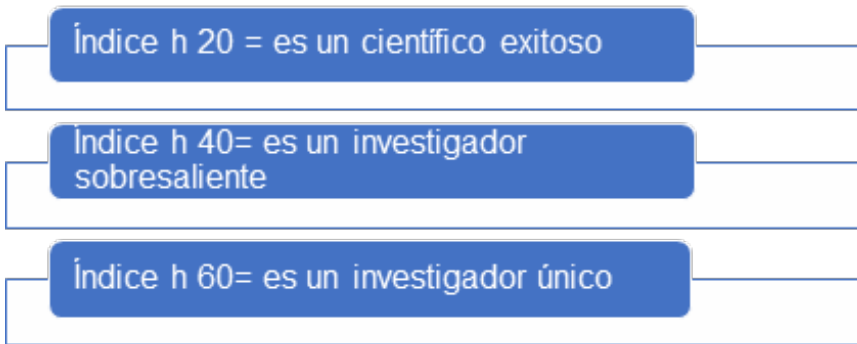 Índice h 20 = es un científico exitoso
Índice h 40= es un investigador
sobresaliente
Índice h 60= es un investigador único